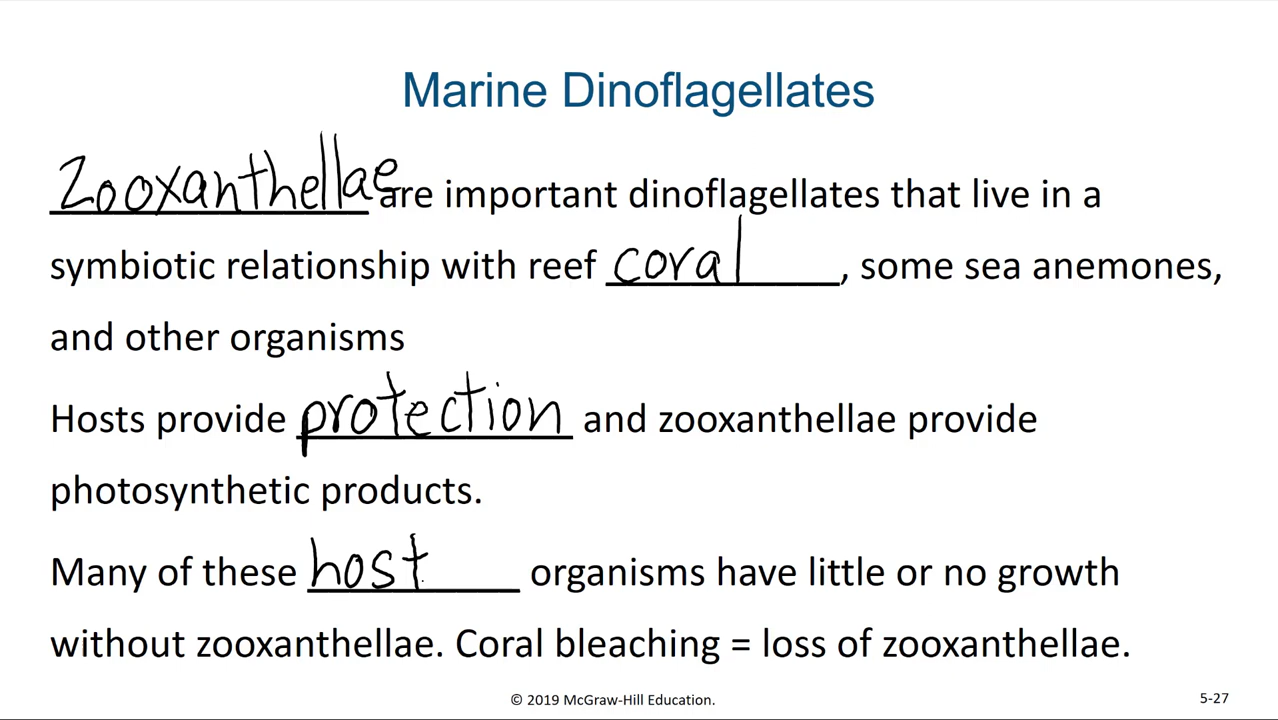 Marine Dinoflagellates
Zooxanthellae are important dinoflagellates that live in a
symbiotic relationship with reef coral, some sea anemones,
and other organisms
Hosts provide protection and zooxanthellae provide
photosynthetic products.
Many of these host organisms have little or no growth
without zooxanthellae. Coral bleaching = loss of zooxanthellae.
© 2019 McGraw-Hill Education.
5-27